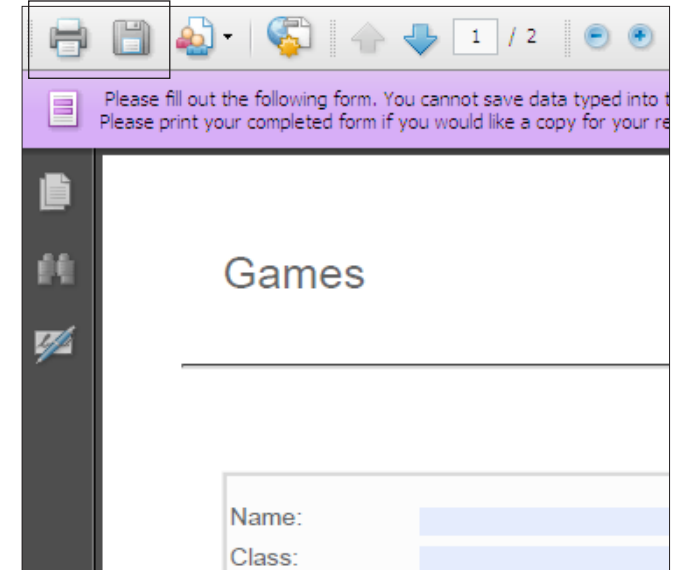 1 / 2
Please fill out the following form. You cannot save data typed into
Please print your completed form if you would like a copy for your
Games
Name:
Class: